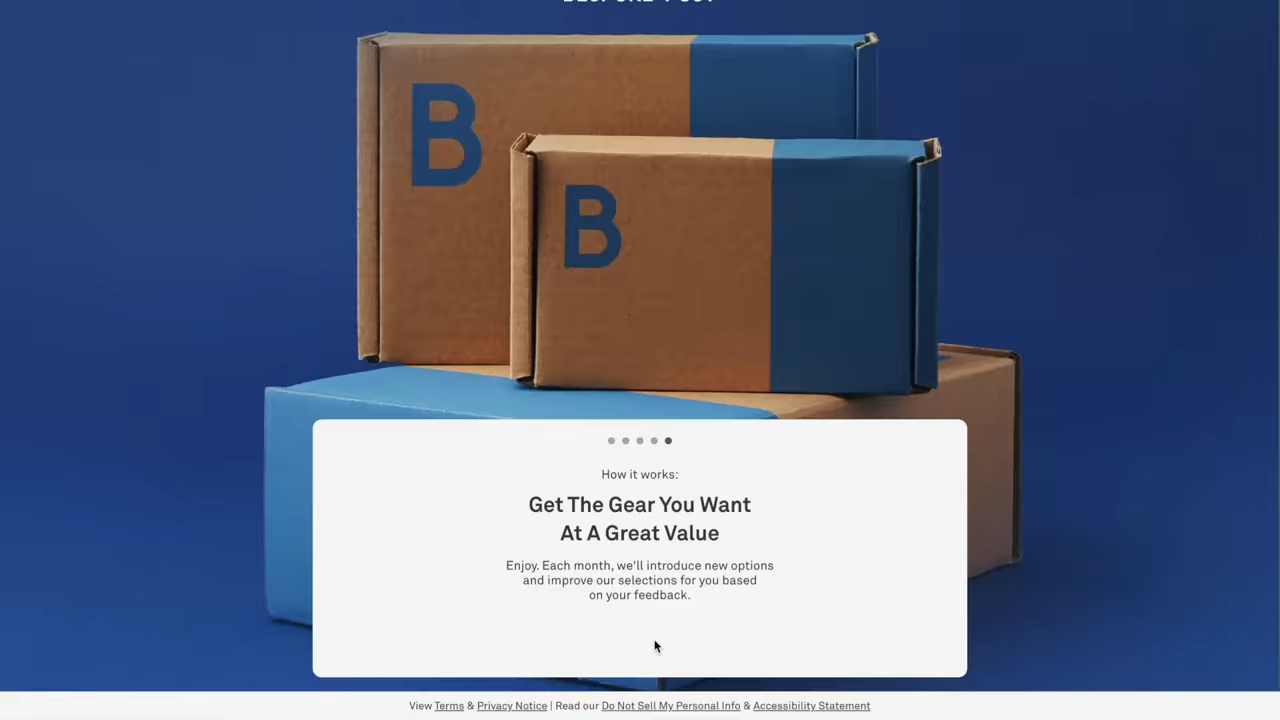 B
B
How it works:
Get The Gear You Want
At A Great Value
Enjoy. Each month, we'll introduce new options
and improve our selections for you based
on your feedback.
View Terms & Privacy Notice | Read our Do Not Sell My Personal Info & Accessibility Statement